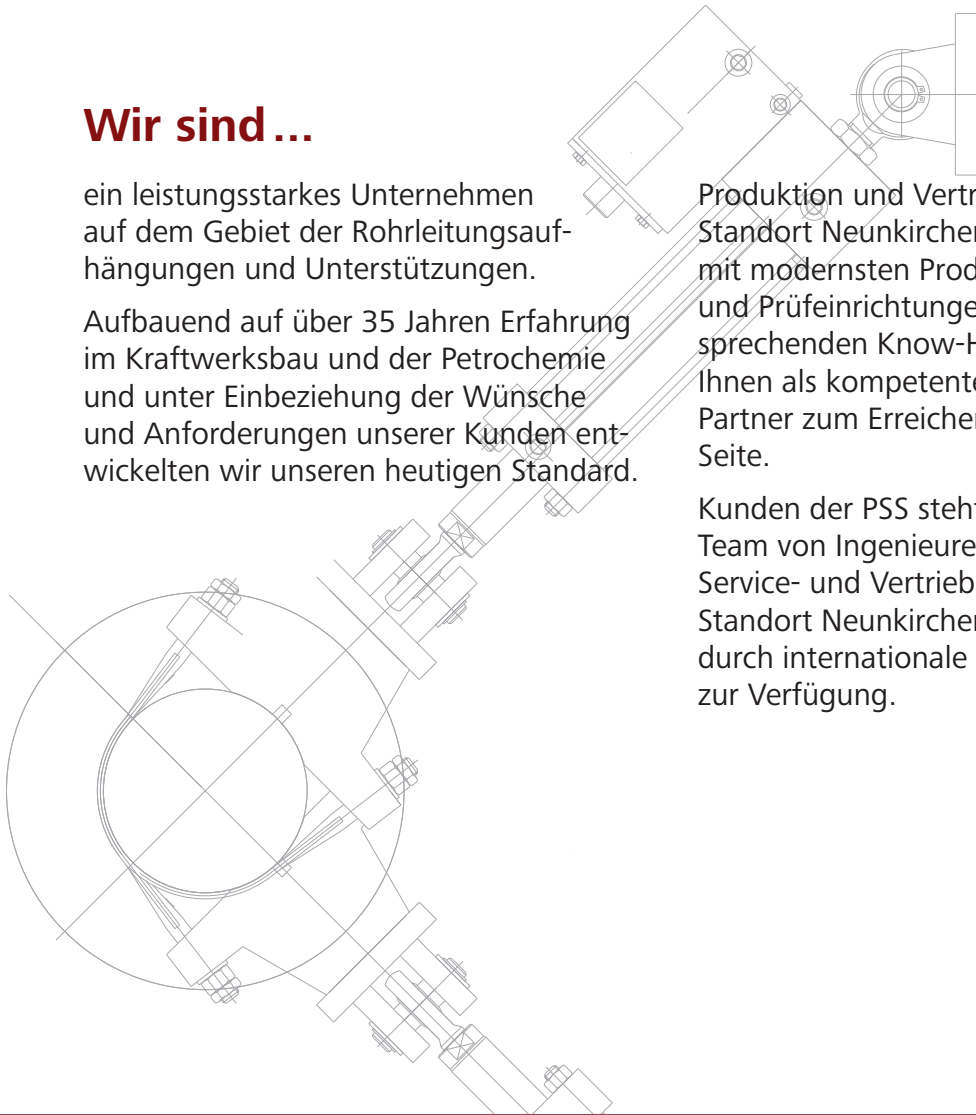 Wir sind ...
ein leistungsstarkes Unternehmen
auf dem Gebiet der Rohrleitungsauf-
hängungen und Unterstützungen.
Aufbauend auf über 35 Jahren Erfahrung
im Kraftwerksbau und der Petrochemie
und unter Einbeziehung der Wünsche
und Anforderungen unserer Kunden ent-
wickelten wir unseren heutigen Standard.
Produktion und Vertr
Standort Neunkirchen
mit modernsten Prod
und Prüfeinrichtunge
sprechenden Know-H
Ihnen als kompetente
Partner zum Erreichen
Seite.
Kunden der PSS steht
Team von Ingenieure
Service- und Vertrieb
Standort Neunkirchen
durch internationale
zur Verfügung.